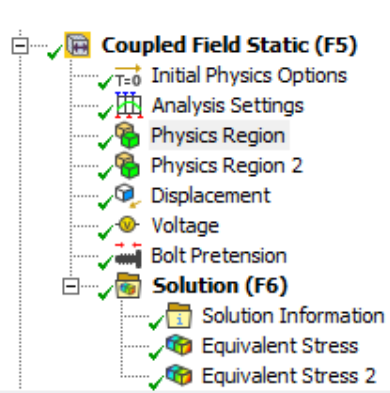 Coupled Field Static (F5)
T=0 Initial Physics Options
Analysis Settings
Physics Region
Physics Region 2
Displacement
V Voltage
Bolt Pretension
Solution (F6)
i Solution Information
Equivalent Stress
Equivalent Stress 2